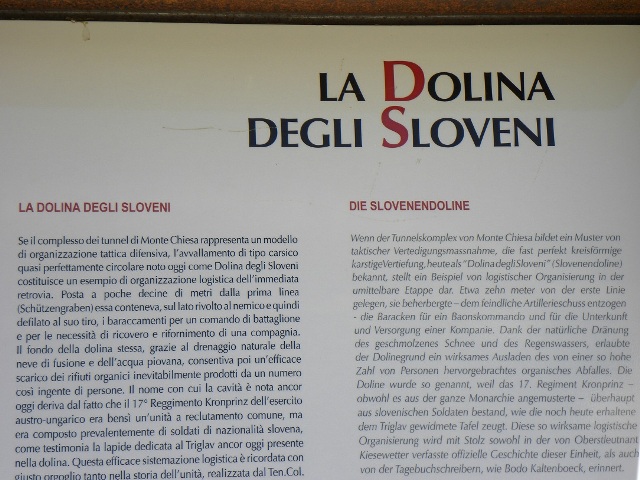 LA DOLINA
DEGLI SLOVENI
LA DOLINA DEGLI SLOVENI
Se il complesso dei tunnel di Monte Chiesa rappresenta un modello
di organizzazione tattica difensiva, l'avvallamento di tipo carsico
quasi perfettamente circolare noto oggi come Dolina degli Sloveni
costituisce un esempio di organizzazione logistica dell'immediata
retrovia. Posta a poche decine di metri dalla prima linea
(Schützengraben) essa conteneva, sul lato rivolto al nemico e quindi
defilato al suo tiro, i baraccamenti per un comando di battaglione
e per le necessità di ricovero e rifornimento di una compagnia.
Il fondo della dolina stessa, grazie al drenaggio naturale della
neve di fusione e dell'acqua piovana, consentiva poi un'efficace
scarico dei rifiuti organici inevitabilmente prodotti da un numero
così ingente di persone. Il nome con cui la cavità è nota ancor
oggi deriva dal fatto che il 17° Reggimento Kronprinz dell'esercito
austro-ungarico era bensì un'unità a reclutamento comune, ma
era composto prevalentemente di soldati di nazionalità slovena,
come testimonia la lapide dedicata al Triglav ancor oggi presente
nella dolina. Questa efficace sistemazione logistica è ricordata con
giusto orgoglio tanto nella storia dell'unità, realizzata dal Ten.Col.
DIE SLOVENENDOLINE
Wenn der Tunnelskomplex von Monte Chiesa bildet ein Muster von
taktischer Verteidigungsmassnahme, die fast perfekt kreisförmige
karstige Vertiefung, heute als "Dolina degli Sloveni" (Slovenendoline)
bekannt, stellt ein Beispiel von logistischer Organisierung in der
umittelbare Etappe dar. Etwa zehn meter von der erste Linie
gelegen, sie beherbergte – dem feindliche Artillerieschuss entzogen
- die Baracken für ein Baonskommando und für die Unterkunft
und Versorgung einer Kompanie. Dank der natürliche Dränung
des geschmolzenes Schnee und des Regenswassers, erlaubte
der Dolinegrund ein wirksames Ausladen des von einer so hohe
Zahl von Personen hervorgebrachtes organisches Abfalles. Die
Doline wurde so genannt, weil das 17. Regiment Kronprinz –
obwohl es aus der ganze Monarchie angemusterte – überhaupt
aus slovenischen Soldaten bestand, wie die noch heute erhaltene
dem Triglav gewidmete Tafel zeugt. Diese so wirksame logistische
Organisierung wird mit Stolz sowohl in der von Oberstleutnant
Kiesewetter verfasste offizielle Geschichte dieser Einheit, als auch
von der Tagebuchschreibern, wie Bodo Kaltenboeck, erinnert.